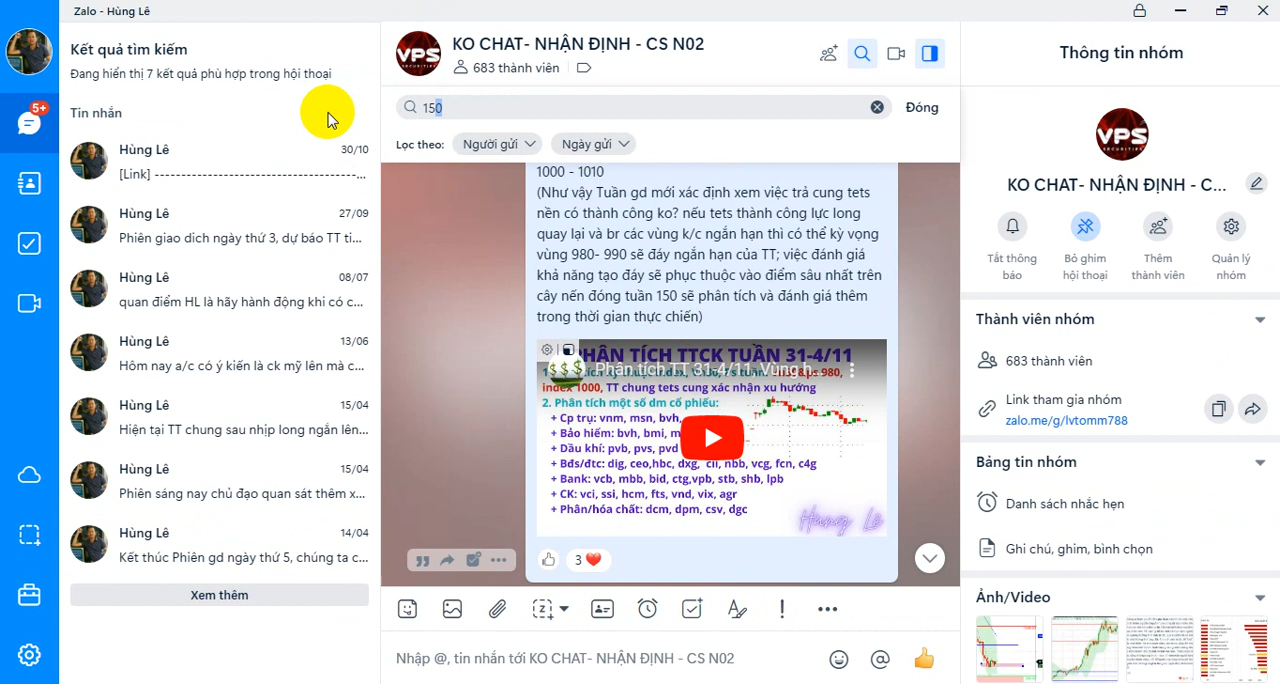 Zalo - Hùng Lê
Kết quả tìm kiếm
Đang hiển thị 7 kết quả phù hợp trong hội thoại
Tin nhắn
5+
Hùng Lê
30/10
[Link] ---------------------------------------...
Hùng Lê
27/09
Phiên giao dich ngày thứ 3, dự báo TT ti...
Hùng Lê
08/07
quan điểm HL là hãy hành động khi có c...
Hùng Lê
13/06
Hôm nay a/c có ý kiến là ck mỹ lên mà c...
Hùng Lê
15/04
Hiện tại TT chung sau nhịp long ngắn lên...
Hùng Lê
15/04
Phiên sáng nay chủ đạo quan sát thêm x...
Hùng Lê
14/04
Kết thúc Phiên gd ngày thứ 5, chúng ta c...
Xem thêm
VPS
SECURITIES
KO CHAT- NHẬN ĐỊNH - CS N02
683 thành viên
150
Đóng
Lọc theo:
Người gửi
Ngày gửi
1000 - 1010
(Như vậy Tuần gd mới xác định xem việc trả cung tets
nền có thành công ko? nếu tets thành công lực long
quay lại và br các vùng k/c ngắn hạn thì có thể kỳ vọng
vùng 980- 990 sẽ đáy ngắn hạn của TT; việc đánh giá
khả năng tạo đáy sẽ phục thuộc vào điểm sâu nhất trên
cây nến đóng tuần 150 sẽ phân tích và đánh giá thêm
trong thời gian thực chiến)
PHÂN TÍCH TTCK TUẦN 31-4/11
Phân tích TT 31-4/11. Vùng h...
index 1000, TT chung tets cung xác nhận xu hướng
2. Phân tích một số dm cổ phiếu:
+ Cp trụ: vnm, msn, bvh,
+ Bảo hiểm: bvh, bmi, m
+ Dầu khí: pvb, pvs, pvd
+ Bđs/đtc: dig, ceo,hbc, dxg, cii, nbb, vcg, fcn, c4g
+ Bank: vcb, mbb, bid, ctg,vpb, stb, shb, lpb
+ CK: vci, ssi, hcm, fts, vnd, vix, agr
+ Phân/hóa chất: dcm, dpm, csv, dgc
Hùng Lê
3
Nhập @, tin nhắn tới KO CHAT- NHẬN ĐỊNH - CS N02
Thông tin nhóm
VPS
SECURITIES
KO CHAT- NHẬN ĐỊNH - C...
Tắt thông báo
Bỏ ghim hội thoại
Thêm thành viên
Quản lý nhóm
Thành viên nhóm
683 thành viên
Link tham gia nhóm
zalo.me/g/lvtomm788
Bảng tin nhóm
Danh sách nhắc hẹn
Ghi chú, ghim, bình chọn
Ảnh/Video